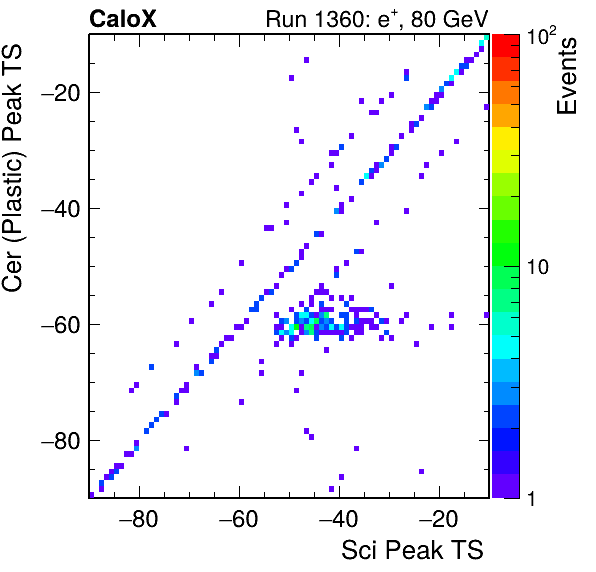 CaloX Run 1360: e⁺, 80 GeV
10²
Events
Cer (Plastic) Peak TS
−20
−40
10
−60
−80
1
−80 −60 −40 −20
Sci Peak TS